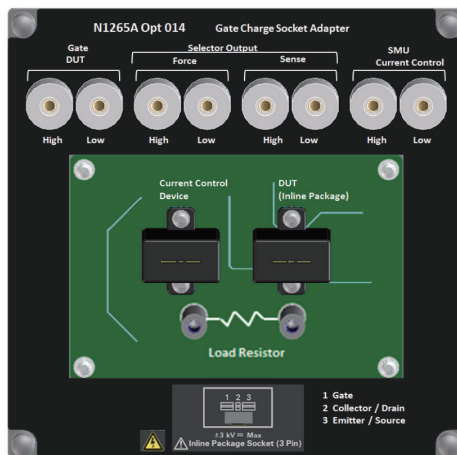 N1265A Opt 014 Gate Charge Socket Adapter
Gate
DUT
Selector Output
Force Sense
SMU
Current Control
High Low High Low High Low High Low
Current Control
Device
DUT
(Inline Package)
Load Resistor
1 2 3
±3 kV ⎓ Max
Inline Package Socket (3 Pin)
1 Gate
2 Collector / Drain
3 Emitter / Source